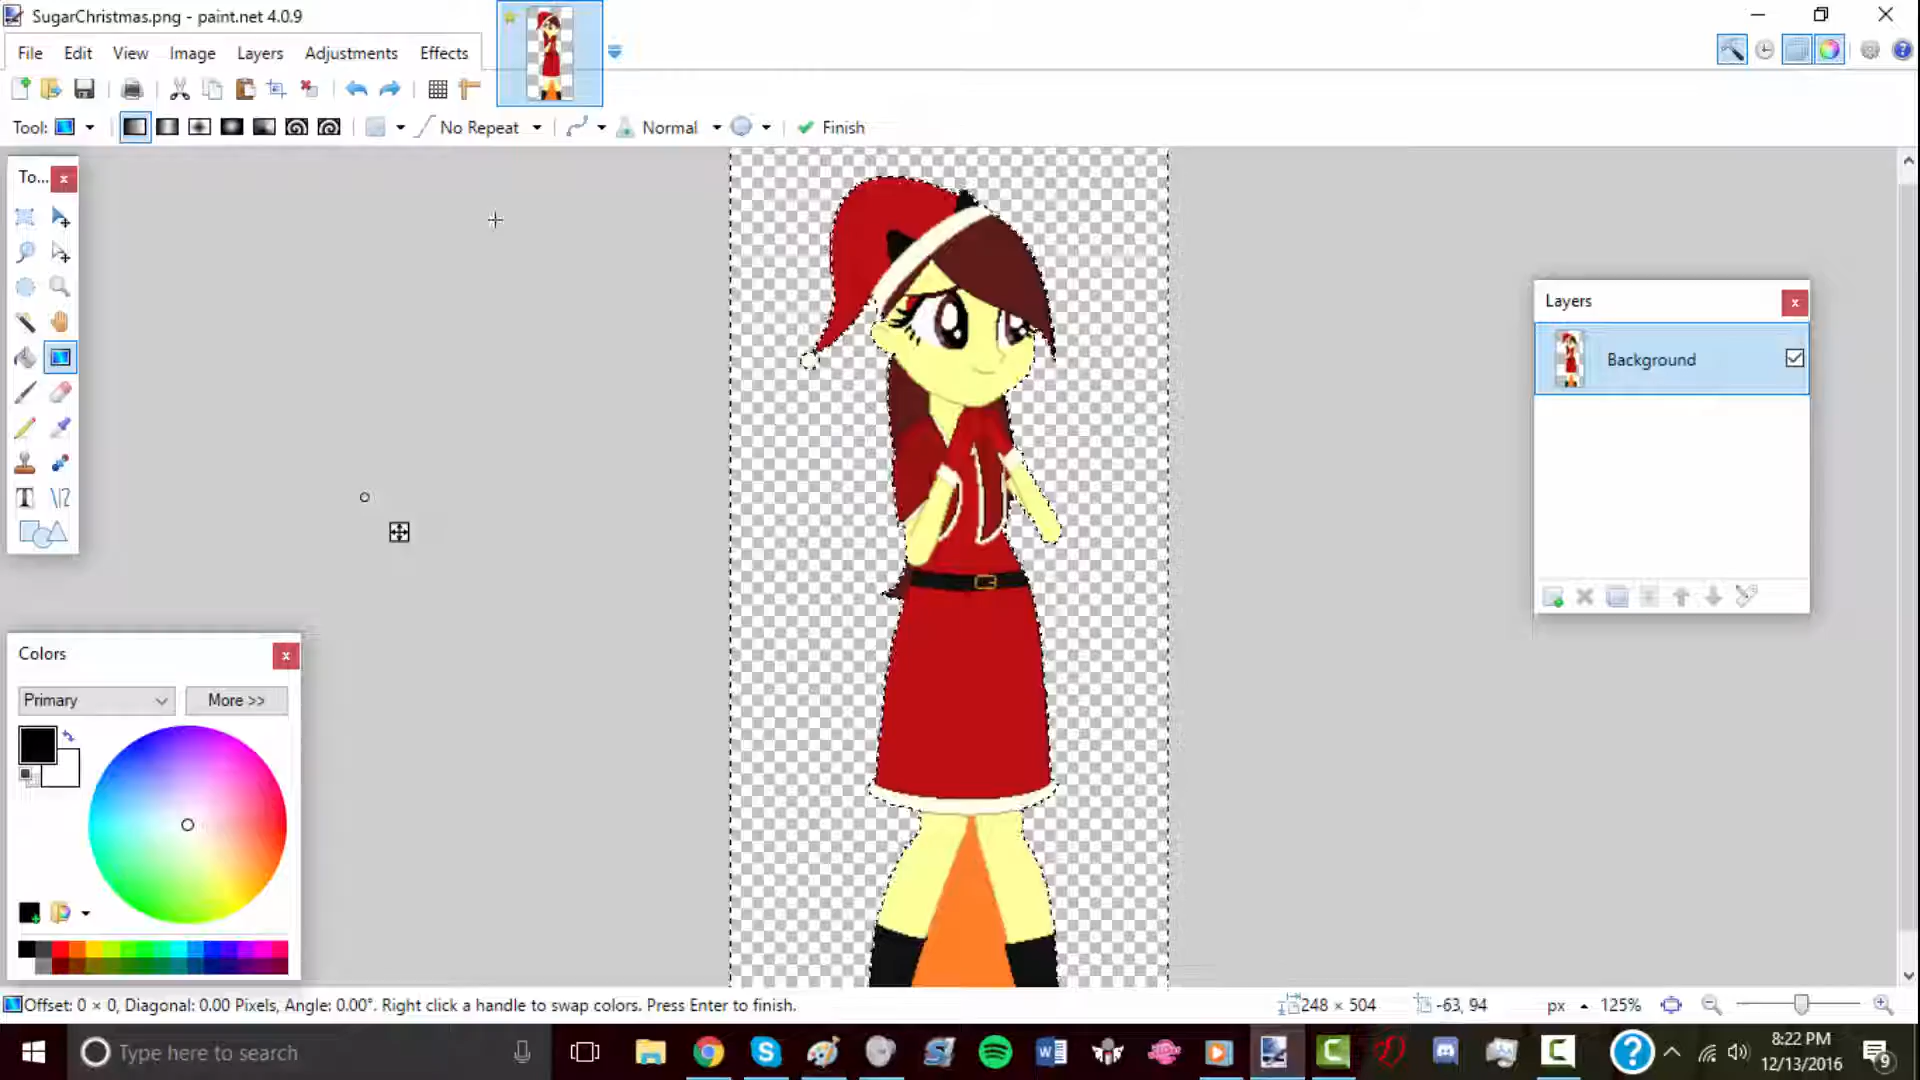 SugarChristmas.png - paint.net 4.0.9
File Edit View Image Layers Adjustments Effects
Tool: No Repeat Normal Finish
To...
Layers
Background
Colors
Primary More >>
Offset: 0 × 0, Diagonal: 0.00 Pixels, Angle: 0.00°. Right click a handle to swap colors. Press Enter to finish. 248 × 504 -63, 94 px 125%
Type here to search
8:22 PM
12/13/2016
9